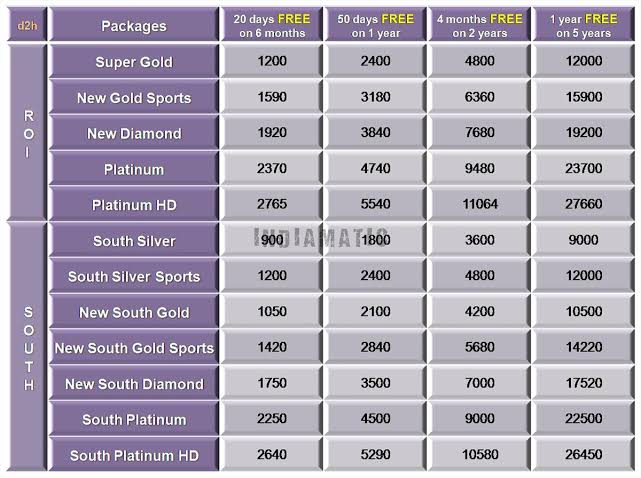 d2h Packages 20 days FREE on 6 months 50 days FREE on 1 year 4 months FREE on 2 years 1 year FREE on 5 years
ROI
Super Gold 1200 2400 4800 12000
New Gold Sports 1590 3180 6360 15900
New Diamond 1920 3840 7680 19200
Platinum 2370 4740 9480 23700
Platinum HD 2765 5540 11064 27660
INDIAMATIC
SOUTH
South Silver 900 1800 3600 9000
South Silver Sports 1200 2400 4800 12000
New South Gold 1050 2100 4200 10500
New South Gold Sports 1420 2840 5680 14220
New South Diamond 1750 3500 7000 17520
South Platinum 2250 4500 9000 22500
South Platinum HD 2640 5290 10580 26450